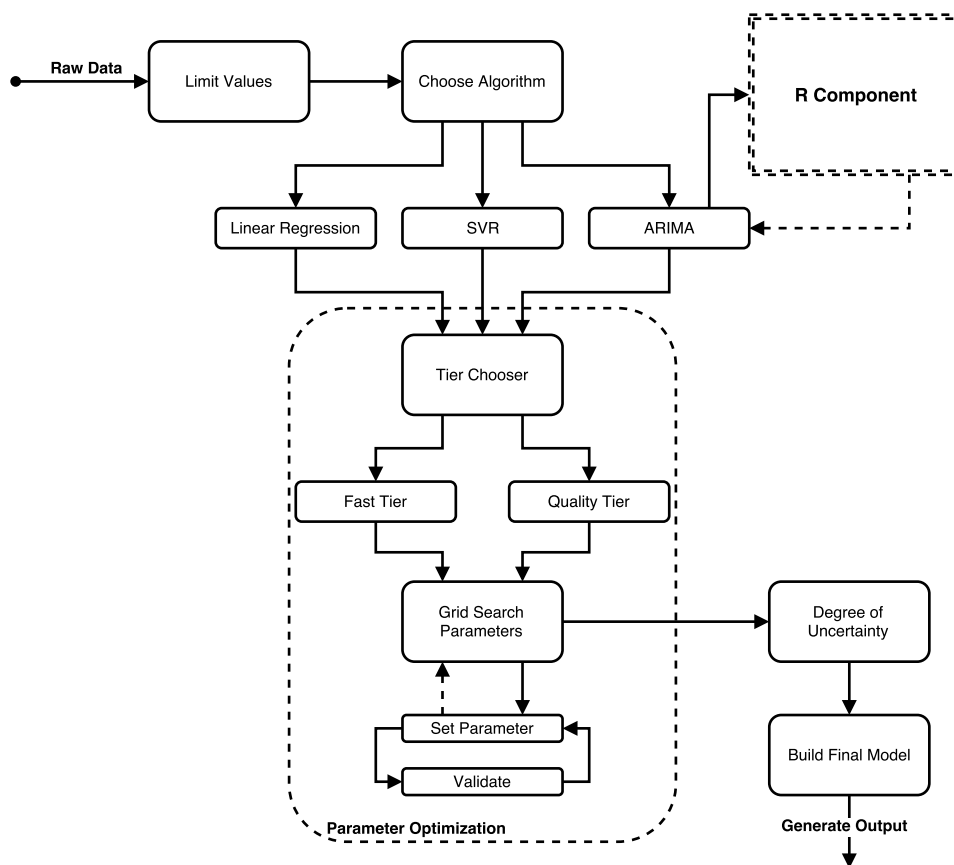 Raw Data
Limit Values
Choose Algorithm
R Component
Linear Regression
SVR
ARIMA
Tier Chooser
Fast Tier
Quality Tier
Grid Search
Parameters
Degree of
Uncertainty
Set Parameter
Validate
Build Final Model
Parameter Optimization
Generate Output